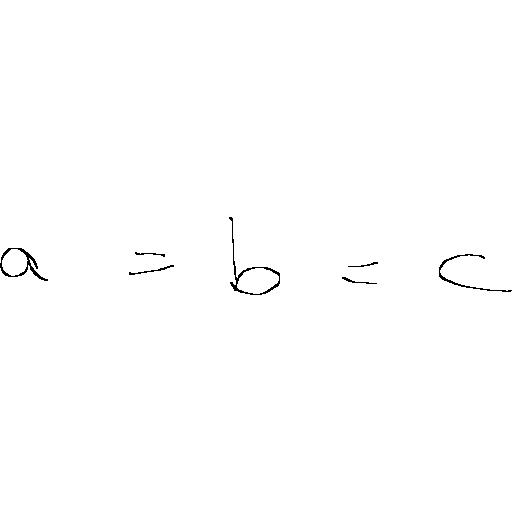 a = b = c